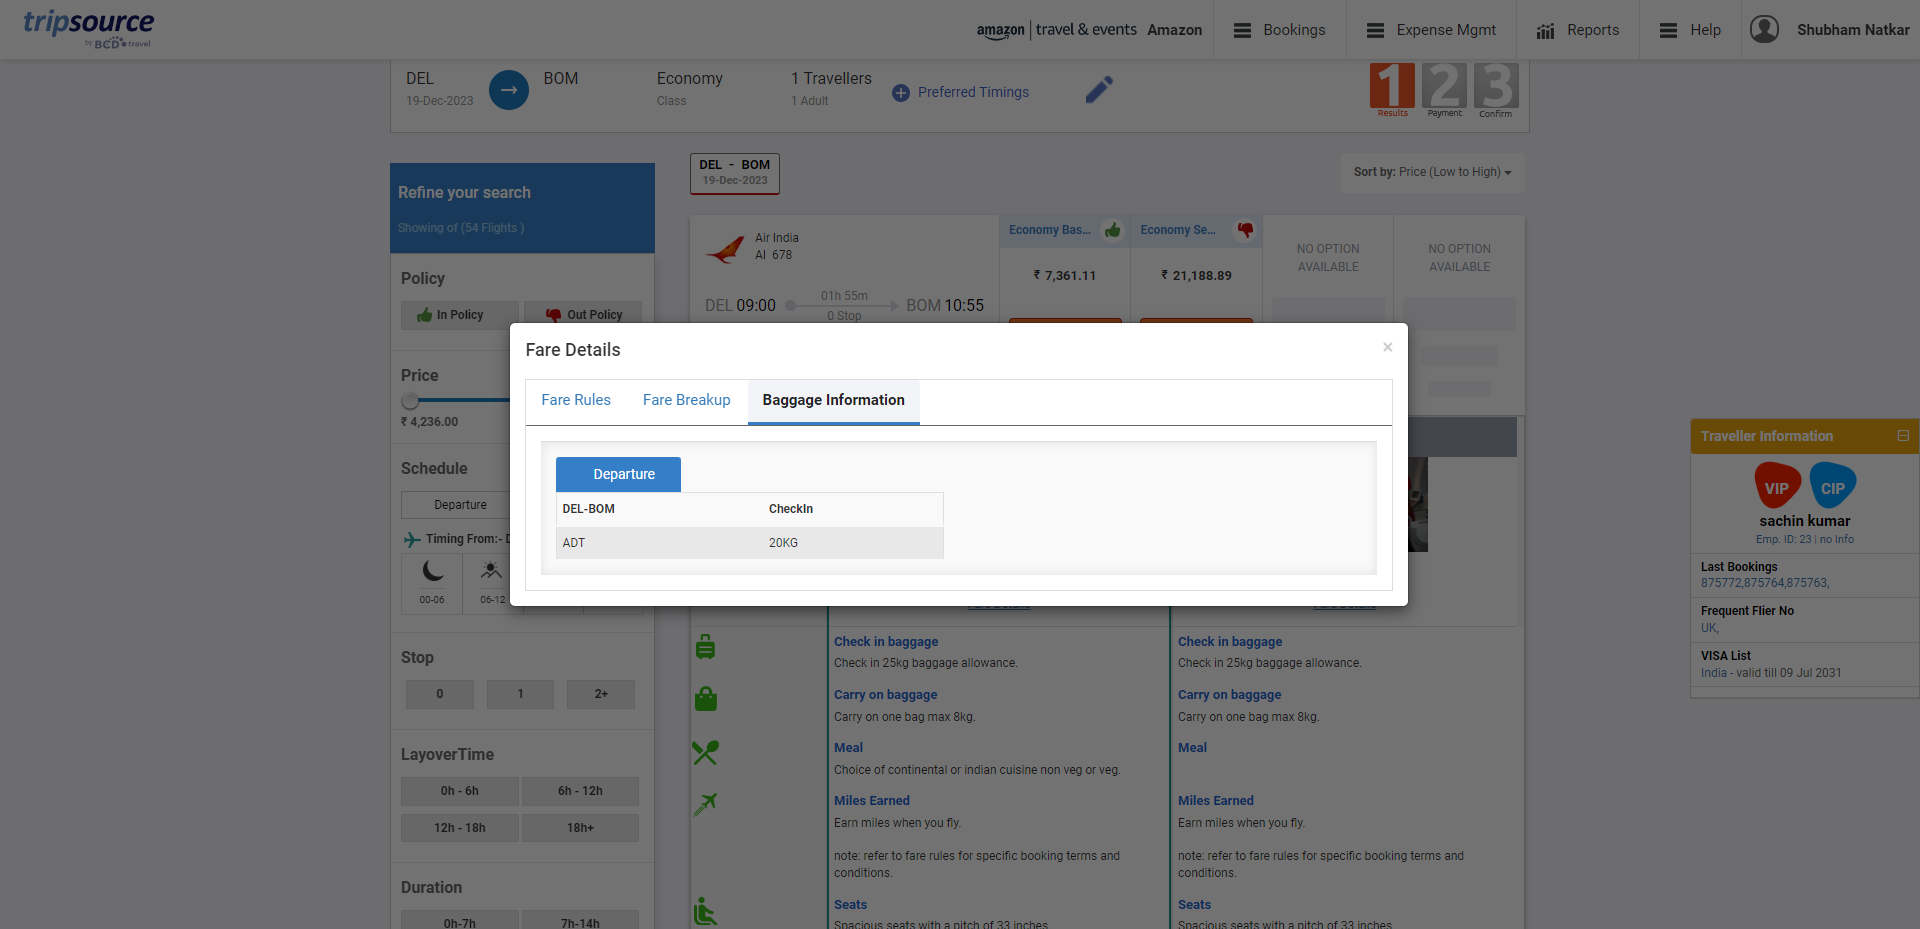 tripsource
by BCD travel
amazon | travel & events Amazon
Bookings
Expense Mgmt
Reports
Help
Shubham Natkar
DEL
19-Dec-2023
BOM
Economy
Class
1 Travellers
1 Adult
Preferred Timings
1 2 3
Results Payment Confirm
Refine your search
Showing of (54 Flights )
DEL - BOM
19-Dec-2023
Sort by: Price (Low to High)
Policy
In Policy
Out Policy
Price
₹ 4,236.00
Schedule
Departure
Timing From:- D
00-06
06-12
Stop
0
1
2+
LayoverTime
0h - 6h
6h - 12h
12h - 18h
18h+
Duration
0h-7h
7h-14h
Air India
AI 678
DEL 09:00
01h 55m
0 Stop
BOM 10:55
Economy Bas...
₹ 7,361.11
Economy Se...
₹ 21,188.89
NO OPTION
AVAILABLE
NO OPTION
AVAILABLE
Fare Details
×
Fare Rules
Fare Breakup
Baggage Information
Departure
DEL-BOM CheckIn
ADT 20KG
Check in baggage
Check in 25kg baggage allowance.
Carry on baggage
Carry on one bag max 8kg.
Meal
Choice of continental or indian cuisine non veg or veg.
Miles Earned
Earn miles when you fly.
note: refer to fare rules for specific booking terms and
conditions.
Seats
Spacious seats with a pitch of 33 inches
Check in baggage
Check in 25kg baggage allowance.
Carry on baggage
Carry on one bag max 8kg.
Meal
Miles Earned
Earn miles when you fly.
note: refer to fare rules for specific booking terms and
conditions.
Seats
Spacious seats with a pitch of 33 inches
Traveller Information
VIP
CIP
sachin kumar
Emp. ID: 23 | no Info
Last Bookings
875772,875764,875763,
Frequent Flier No
UK,
VISA List
India - valid till 09 Jul 2031